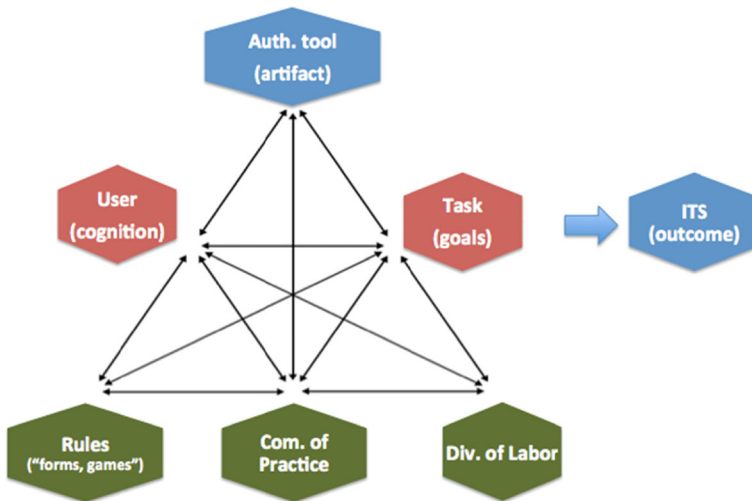 Auth. tool
(artifact)
User
(cognition)
Task
(goals)
ITS
(outcome)
Rules
(“forms, games”)
Com. of
Practice
Div. of Labor